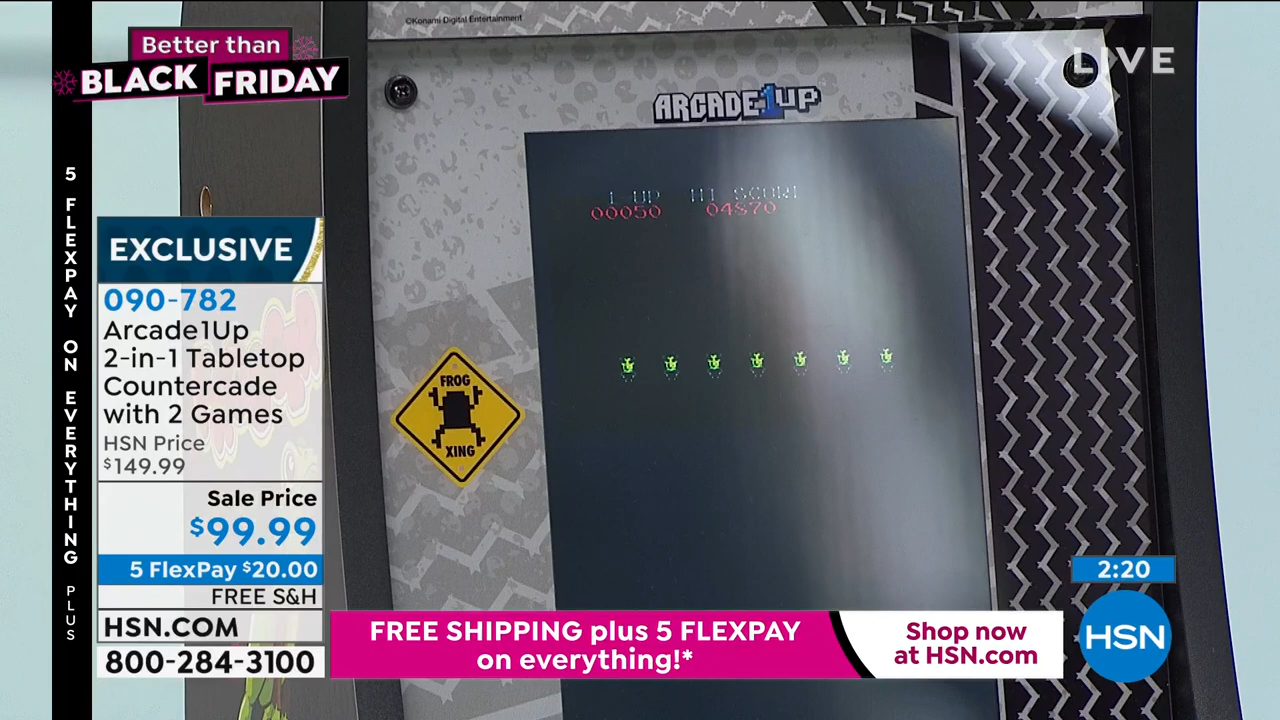 ©Konami Digital Entertainment
Better than
BLACK FRIDAY
LIVE
ARCADE1UP
5 FLEXPAY ON EVERYTHING PLUS
1 UP HI SCORE
00050 04870
EXCLUSIVE
090-782
Arcade1Up
2-in-1 Tabletop
Countercade
with 2 Games
HSN Price
$149.99
Sale Price
$99.99
5 FlexPay $20.00
FREE S&H
HSN.COM
800-284-3100
FROG
XING
2:20
HSN
FREE SHIPPING plus 5 FLEXPAY
on everything!*
Shop now
at HSN.com